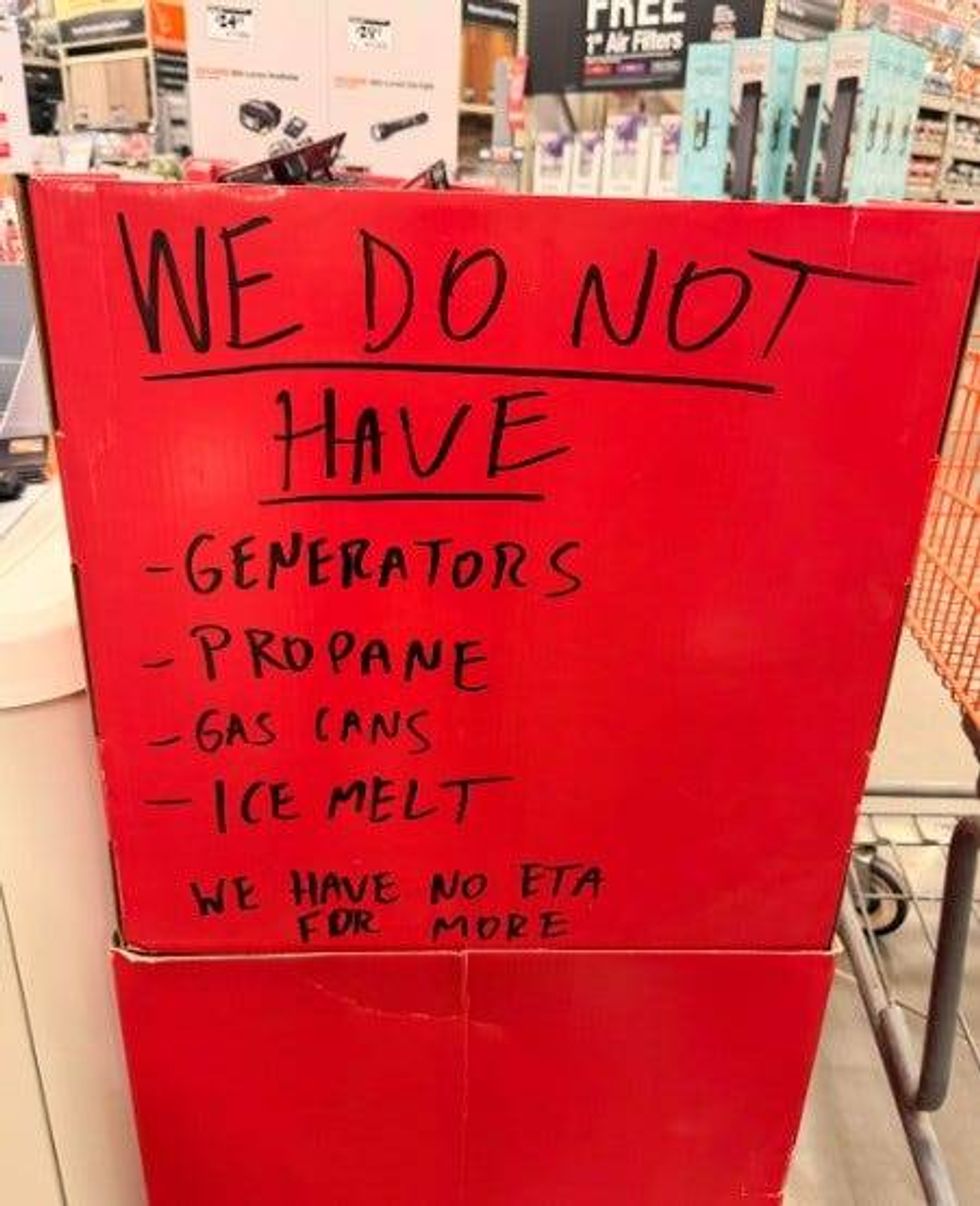 FREE
1" Air Filters
WE DO NOT
HAVE
-GENERATORS
-PROPANE
-GAS CANS
-ICE MELT
WE HAVE NO ETA
FOR MORE